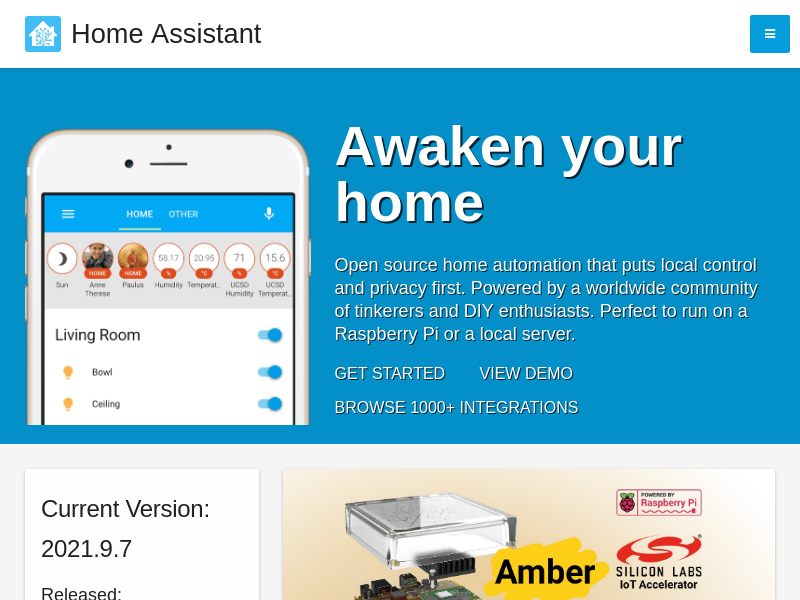 Home Assistant
HOME OTHER
58.17 20.95 71 15.6
HOME HOME % °C % °C
Sun Anne Therese Paulus Humidity Temperat... UCSD Humidity UCSD Temperat...
Living Room
Bowl
Ceiling
Awaken your
home
Open source home automation that puts local control
and privacy first. Powered by a worldwide community
of tinkerers and DIY enthusiasts. Perfect to run on a
Raspberry Pi or a local server.
GET STARTED VIEW DEMO
BROWSE 1000+ INTEGRATIONS
Current Version:
2021.9.7
Released:
POWERED BY
Raspberry Pi
Amber
SILICON LABS
IoT Accelerator